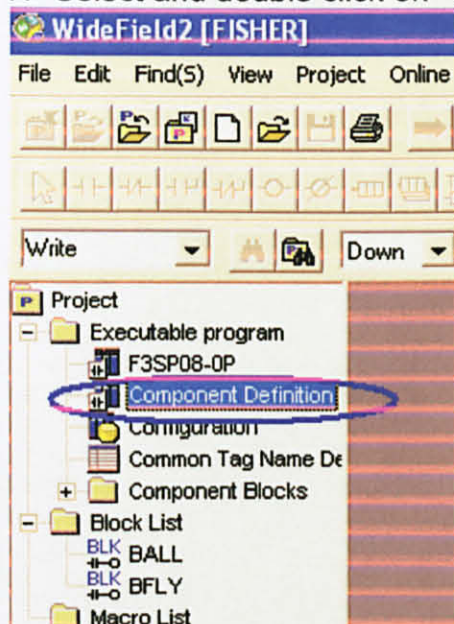 WideField2 [FISHER]
File Edit Find(S) View Project Online
Write Down
Project
Executable program
F3SP08-0P
Component Definition
Configuration
Common Tag Name De
Component Blocks
Block List
BLK BALL
BLK BFLY
Macro List